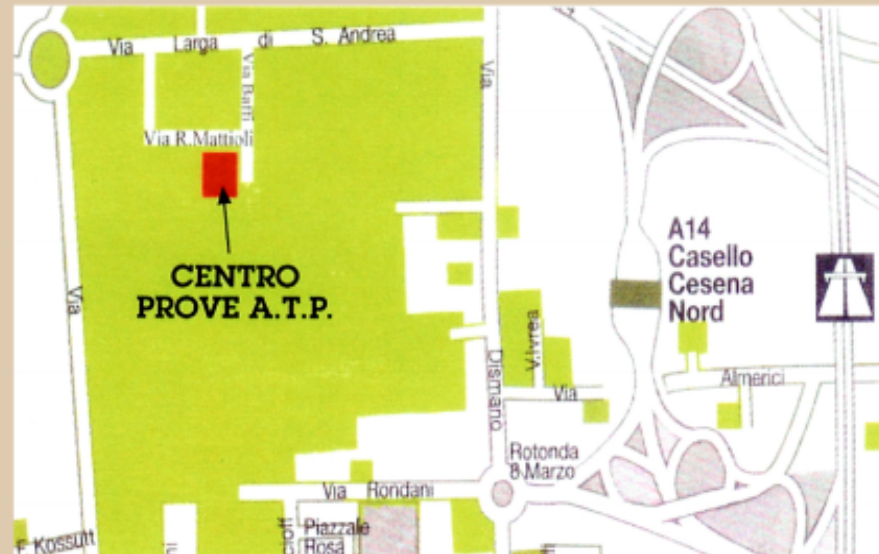 Via Larga di S. Andrea
Via Batti
Via
Via R.Mattioli
CENTRO
PROVE A.T.P.
A14
Casello
Cesena
Nord
Via
V.Ivrea
Dismano
Via Almerici
Rotonda
8 Marzo
Via Rondani
Piazzale
Rosa
F Kossutt